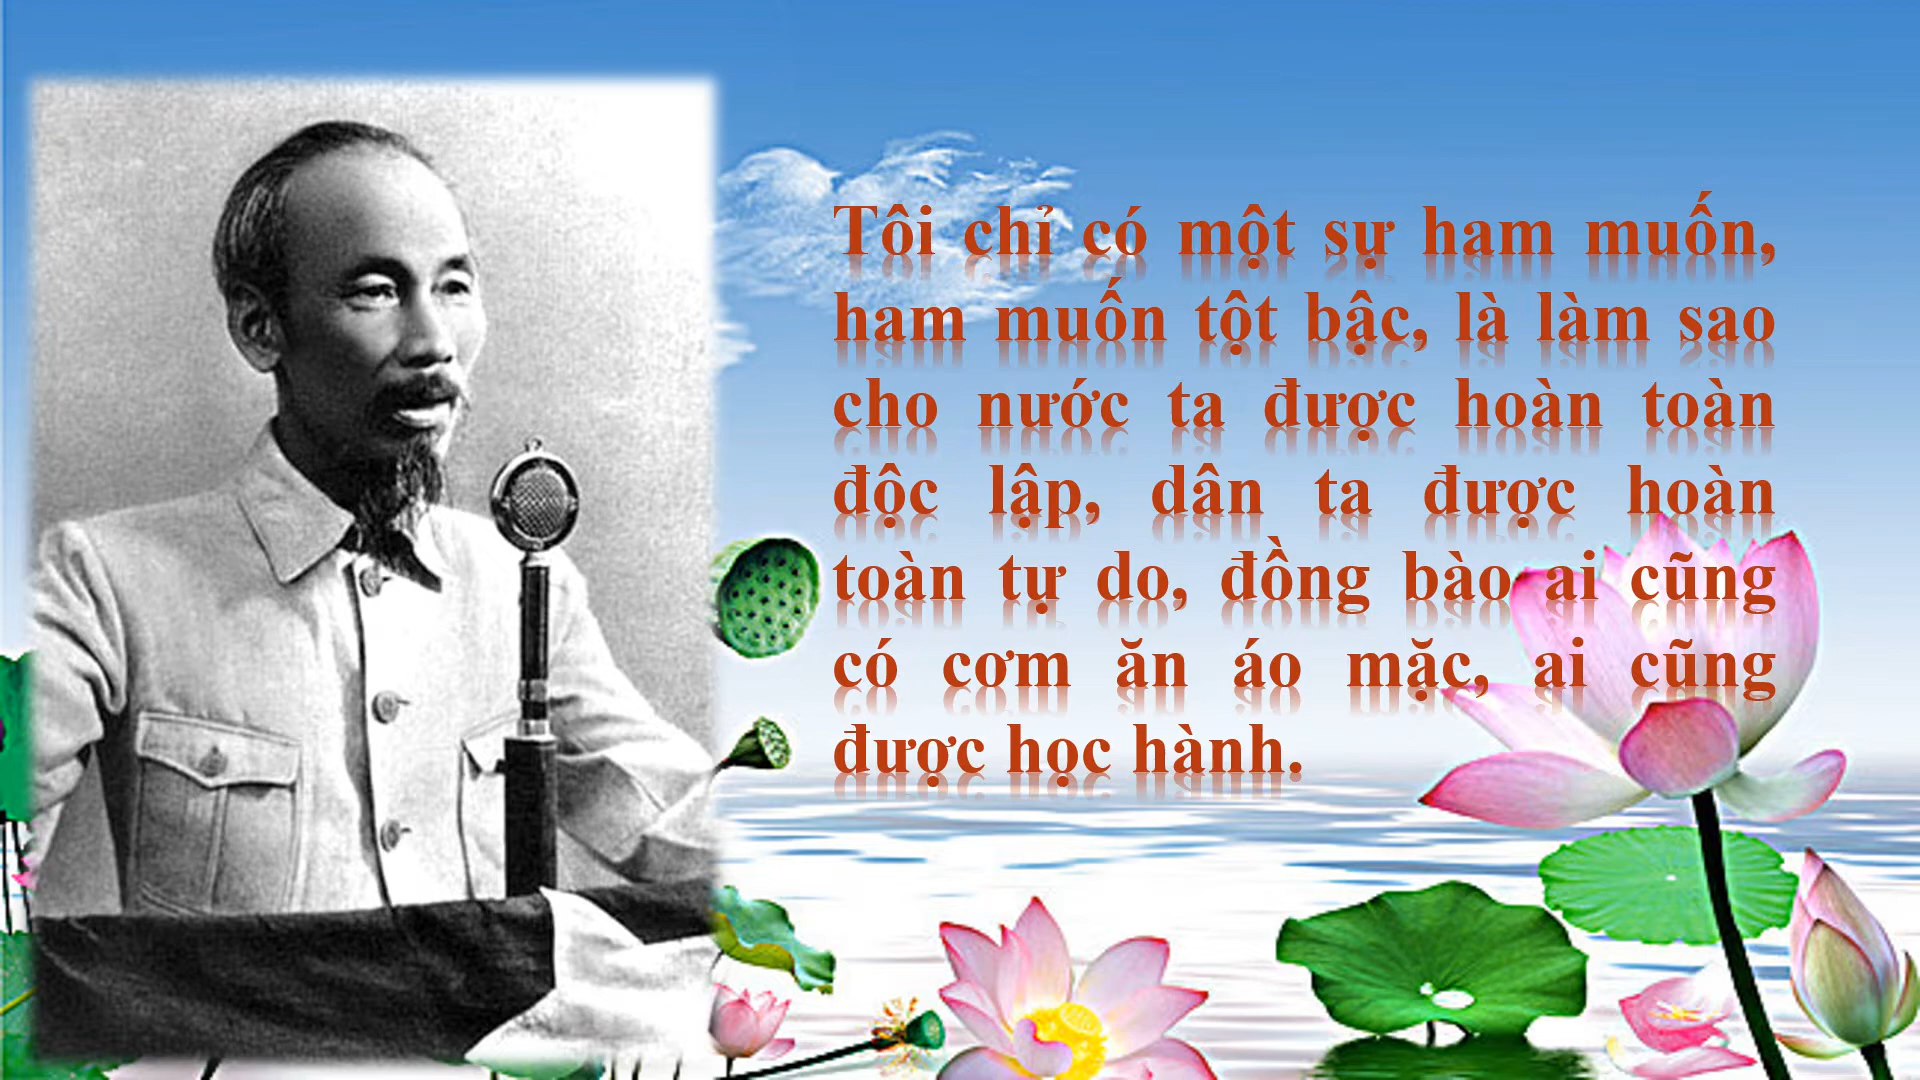 Tôi chỉ có một sự ham muốn,
ham muốn tột bậc, là làm sao
cho nước ta được hoàn toàn
độc lập, dân ta được hoàn
toàn tự do, đồng bào ai cũng
có cơm ăn áo mặc, ai cũng
được học hành.